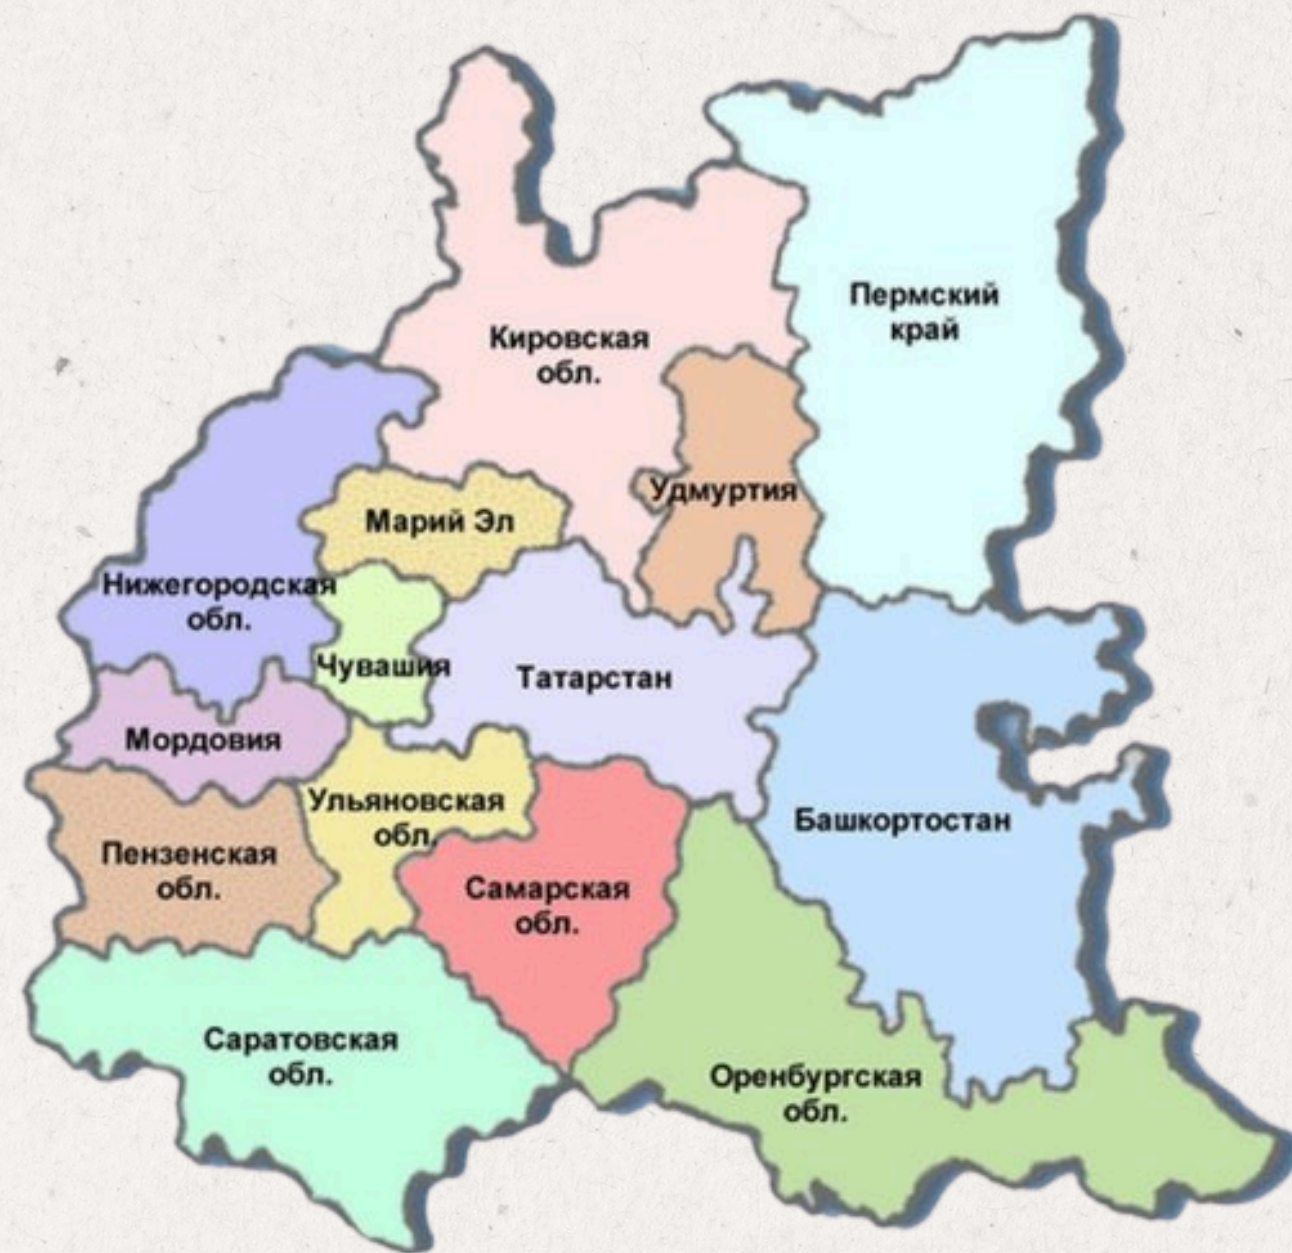 Пермский
край
Кировская
обл.
Удмуртия
Марий Эл
Нижегородская
обл.
Чувашия
Татарстан
Мордовия
Ульяновская
обл.
Башкортостан
Пензенская
обл.
Самарская
обл.
Саратовская
обл.
Оренбургская
обл.